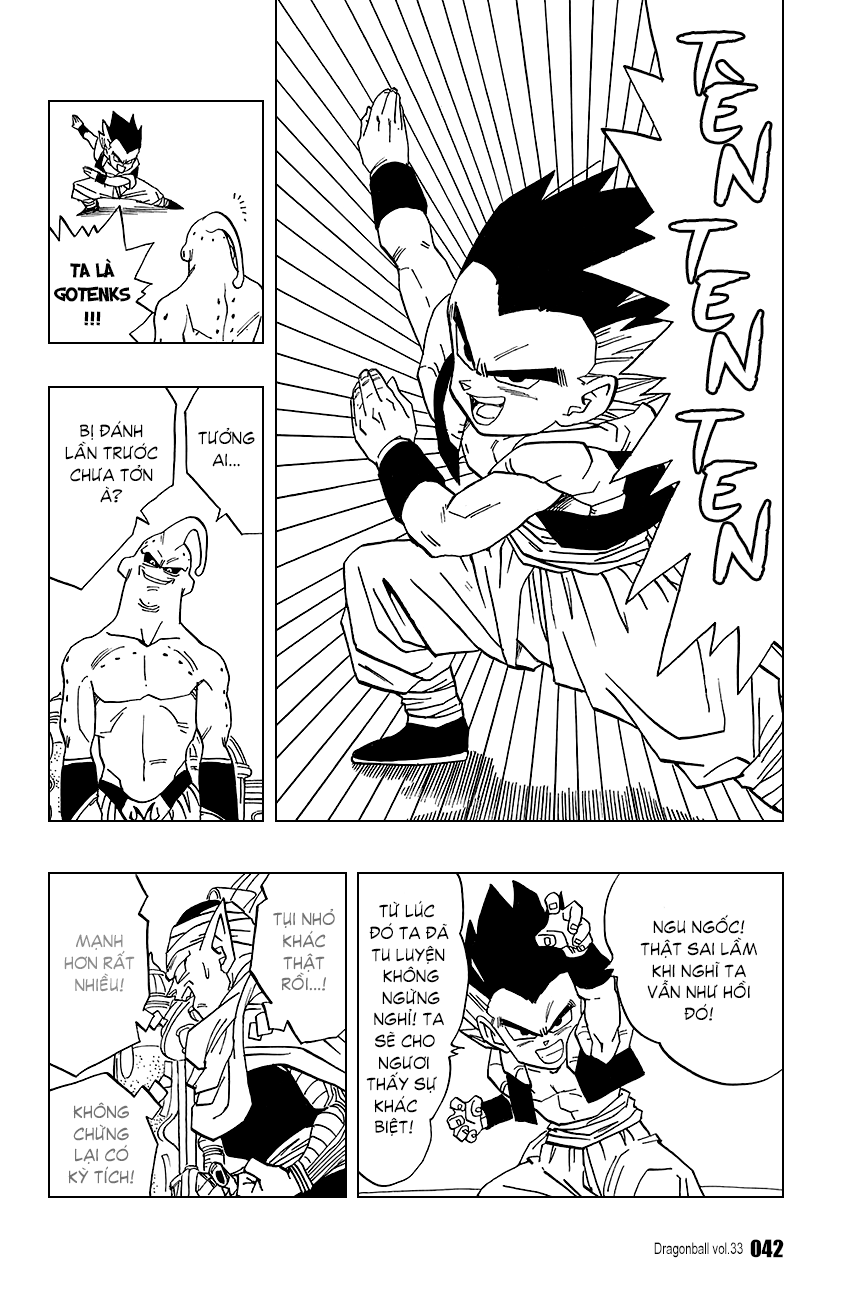 TÈN
TEN
TEN
TA LÀ
GOTENKS
!!!
TƯỞNG
AI...
BỊ ĐÁNH
LẦN TRƯỚC
CHƯA TỞN
À?
NGU NGỐC!
THẬT SAI LẦM
KHI NGHĨ TA
VẪN NHƯ HỒI
ĐÓ!
TỪ LÚC
ĐÓ TA ĐÃ
TU LUYỆN
KHÔNG
NGỪNG
NGHỈ! TA
SẼ CHO
NGƯƠI
THẤY SỰ
KHÁC
BIỆT!
TỤI NHỎ
KHÁC
THẬT
RỒI...!
MẠNH
HƠN RẤT
NHIỀU!
KHÔNG
CHỪNG
LẠI CÓ
KỲ TÍCH!
Dragonball vol.33 042